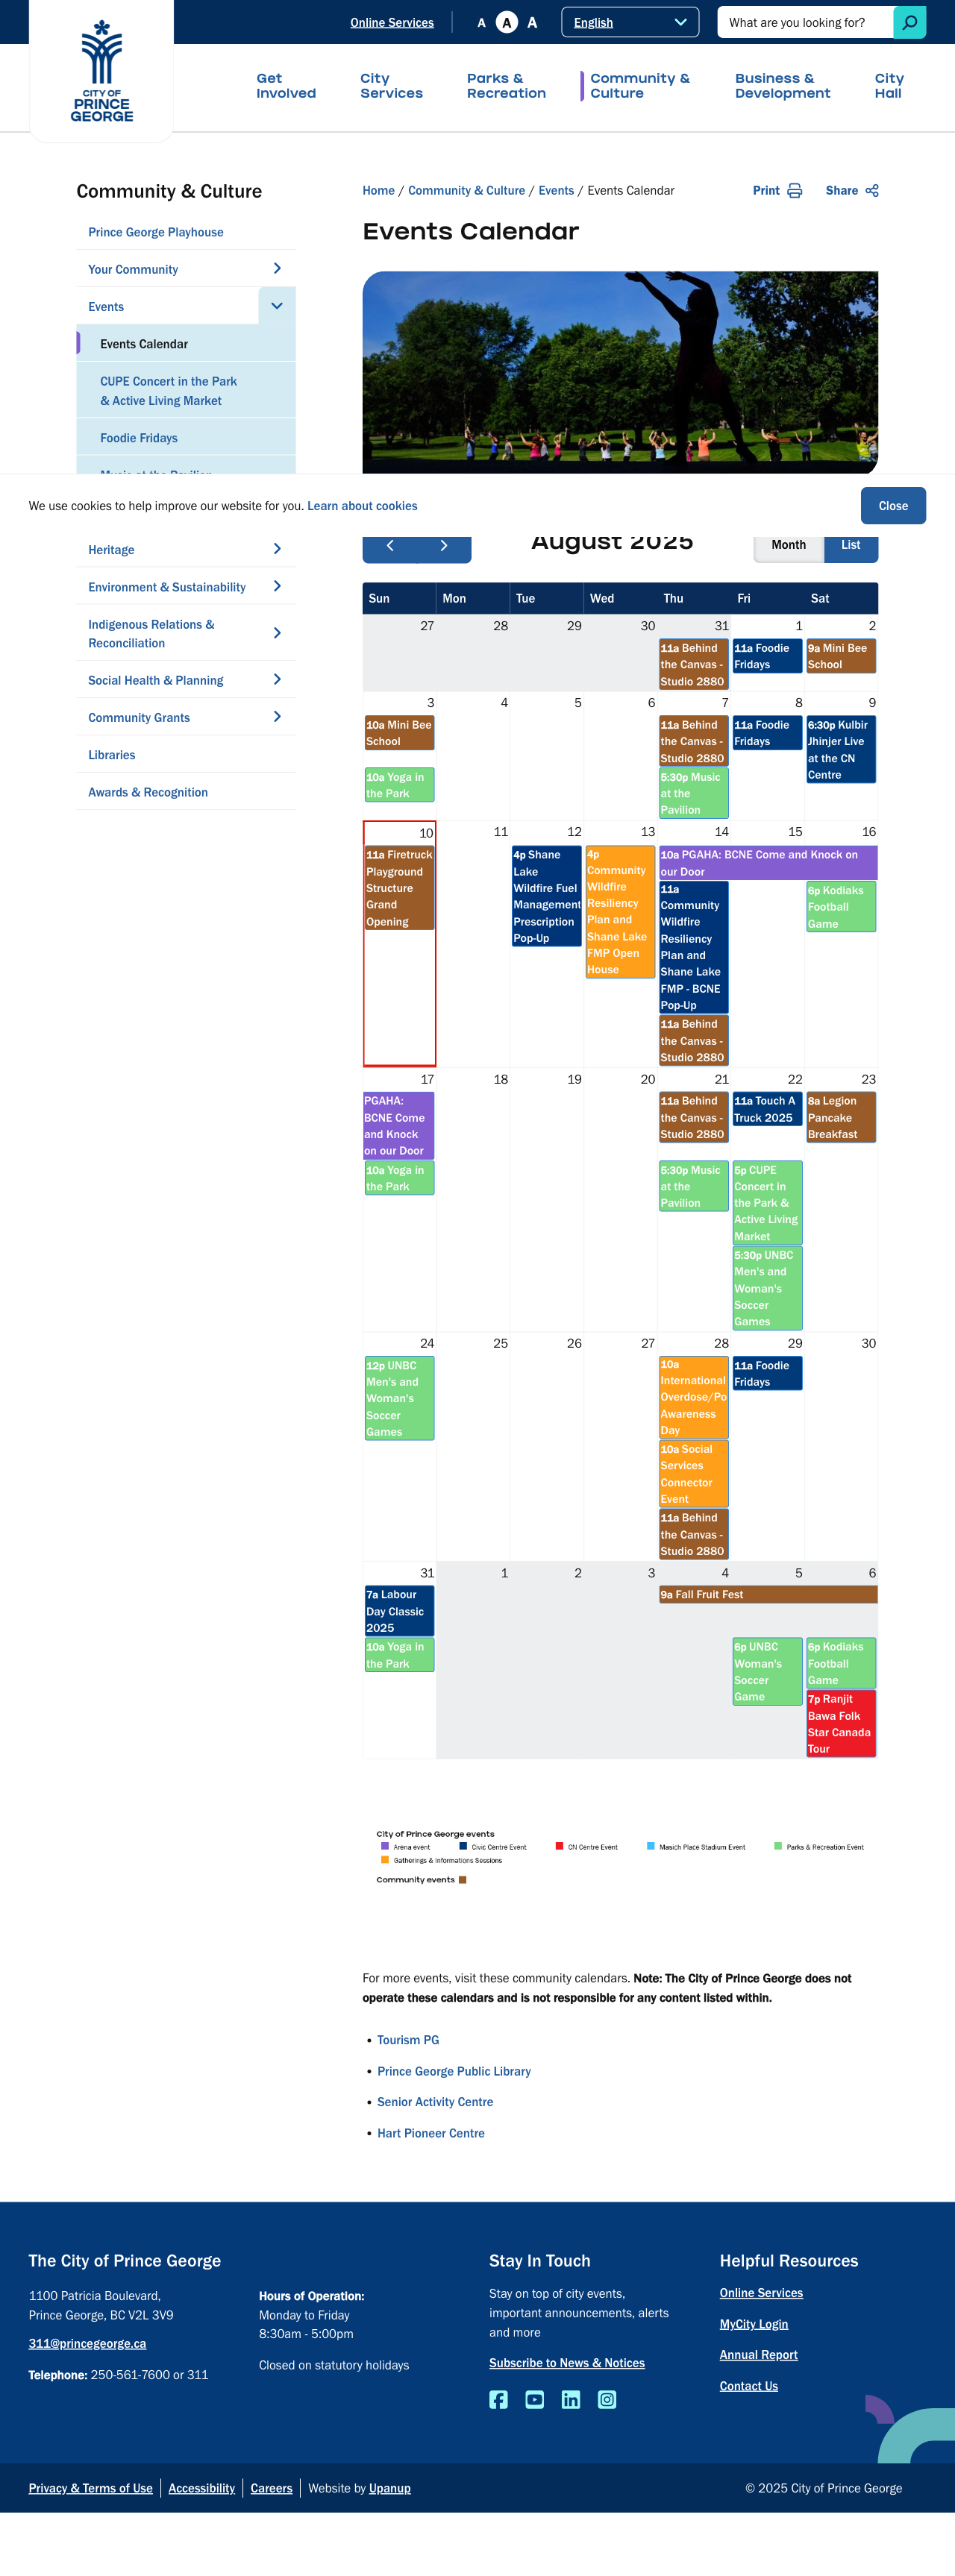 Online Services
A A A
English
What are you looking for?
CITY OF
PRINCE
GEORGE
Get
Involved
City
Services
Parks &
Recreation
Community &
Culture
Business &
Development
City
Hall
Community & Culture
Prince George Playhouse
Your Community
Events
Events Calendar
CUPE Concert in the Park
& Active Living Market
Foodie Fridays
Music at the Pavilion
Home / Community & Culture / Events / Events Calendar
Print
Share
Events Calendar
We use cookies to help improve our website for you. Learn about cookies
Close
Heritage
Environment & Sustainability
Indigenous Relations &
Reconciliation
Social Health & Planning
Community Grants
Libraries
Awards & Recognition
August 2025
Month
List
Sun Mon Tue Wed Thu Fri Sat
27 28 29 30 31 1 2
11a Behind
the Canvas -
Studio 2880
11a Foodie
Fridays
9a Mini Bee
School
3 4 5 6 7 8 9
10a Mini Bee
School
10a Yoga in
the Park
11a Behind
the Canvas -
Studio 2880
5:30p Music
at the
Pavilion
11a Foodie
Fridays
6:30p Kulbir
Jhinjer Live
at the CN
Centre
10 11 12 13 14 15 16
11a Firetruck
Playground
Structure
Grand
Opening
4p Shane
Lake
Wildfire Fuel
Management
Prescription
Pop-Up
4p
Community
Wildfire
Resiliency
Plan and
Shane Lake
FMP Open
House
10a PGAHA: BCNE Come and Knock on
our Door
11a
Community
Wildfire
Resiliency
Plan and
Shane Lake
FMP - BCNE
Pop-Up
11a Behind
the Canvas -
Studio 2880
6p Kodiaks
Football
Game
17 18 19 20 21 22 23
PGAHA:
BCNE Come
and Knock
on our Door
10a Yoga in
the Park
11a Behind
the Canvas -
Studio 2880
5:30p Music
at the
Pavilion
11a Touch A
Truck 2025
5p CUPE
Concert in
the Park &
Active Living
Market
5:30p UNBC
Men's and
Woman's
Soccer
Games
8a Legion
Pancake
Breakfast
24 25 26 27 28 29 30
12p UNBC
Men's and
Woman's
Soccer
Games
10a
International
Overdose/Po
Awareness
Day
10a Social
Services
Connector
Event
11a Behind
the Canvas -
Studio 2880
11a Foodie
Fridays
31 1 2 3 4 5 6
7a Labour
Day Classic
2025
10a Yoga in
the Park
9a Fall Fruit Fest
6p UNBC
Woman's
Soccer
Game
6p Kodiaks
Football
Game
7p Ranjit
Bawa Folk
Star Canada
Tour
City of Prince George events
Arena event
Civic Centre Event
CN Centre Event
Masich Place Stadium Event
Parks & Recreation Event
Gatherings & Informations Sessions
Community events
For more events, visit these community calendars. Note: The City of Prince George does not
operate these calendars and is not responsible for any content listed within.
• Tourism PG
• Prince George Public Library
• Senior Activity Centre
• Hart Pioneer Centre
The City of Prince George
1100 Patricia Boulevard,
Prince George, BC V2L 3V9
311@princegeorge.ca
Telephone: 250-561-7600 or 311
Hours of Operation:
Monday to Friday
8:30am - 5:00pm
Closed on statutory holidays
Stay In Touch
Stay on top of city events,
important announcements, alerts
and more
Subscribe to News & Notices
Helpful Resources
Online Services
MyCity Login
Annual Report
Contact Us
Privacy & Terms of Use | Accessibility | Careers | Website by Upanup
© 2025 City of Prince George